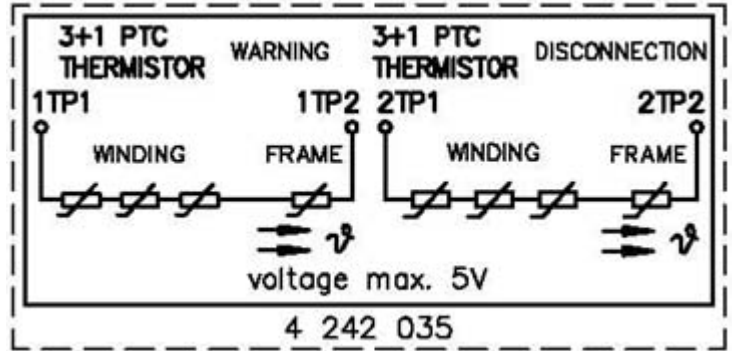 3+1 PTC THERMISTOR WARNING
3+1 PTC THERMISTOR DISCONNECTION
1TP1 1TP2 2TP1 2TP2
WINDING FRAME WINDING FRAME
ϑ ϑ
voltage max. 5V
4 242 035